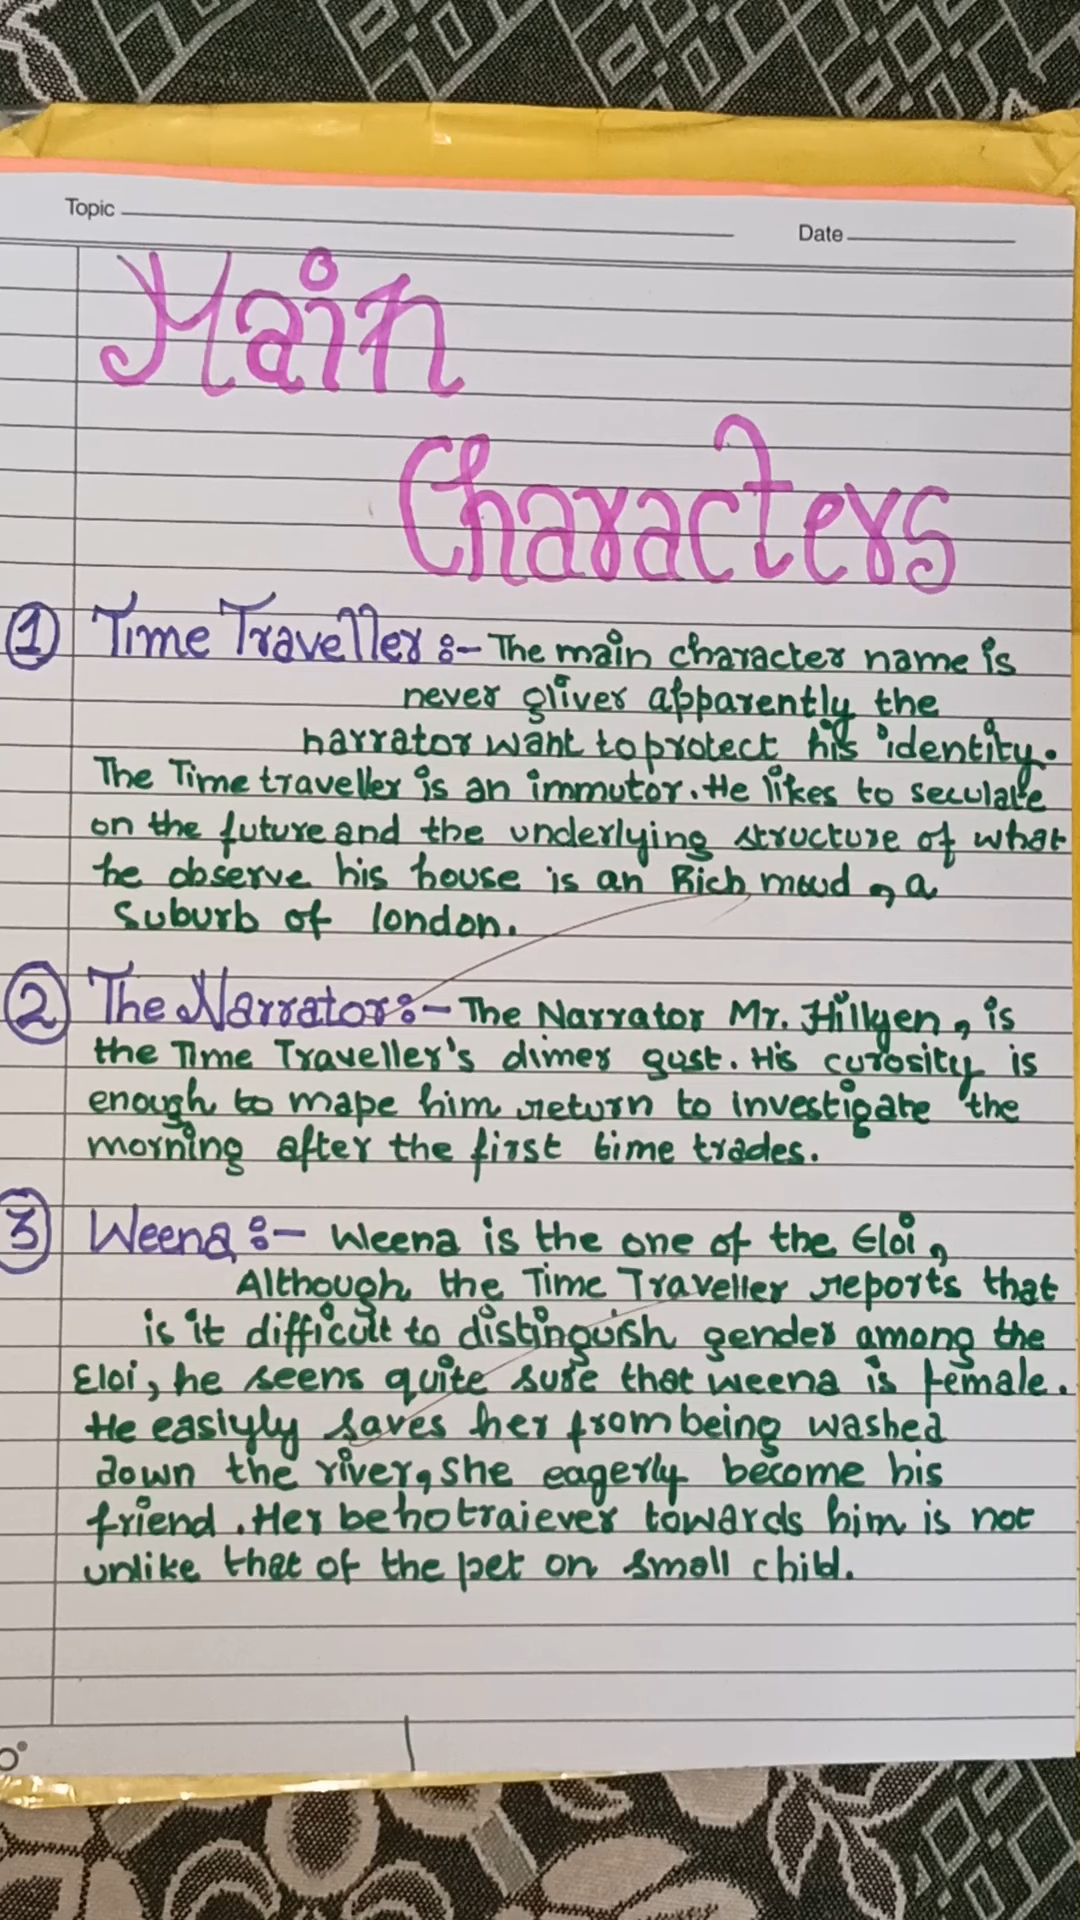 Topic
Date
Main
Characters
1 Time Traveller :- The main character name is
never gliver apparently the
narrator want to protect his identity.
The Time traveller is an immutor. He likes to seculate
on the future and the underlying structure of what
he observe his house is an Rich moud, a
Suburb of london.
2 The Narrator :- The Narrator Mr. Hillyen, is
the Time Traveller's dimer gust. His curosity is
enough to mape him return to investigate the
morning after the first time trades.
3 Weena :- Weena is the one of the Eloi,
Although the Time Traveller reports that
is it difficult to distinguish gender among the
Eloi, he seens quite sure that weena is female.
He easiyly saves her from being washed
down the river, she eagerly become his
friend. Her behotraiever towards him is not
unlike that of the pet on small child.